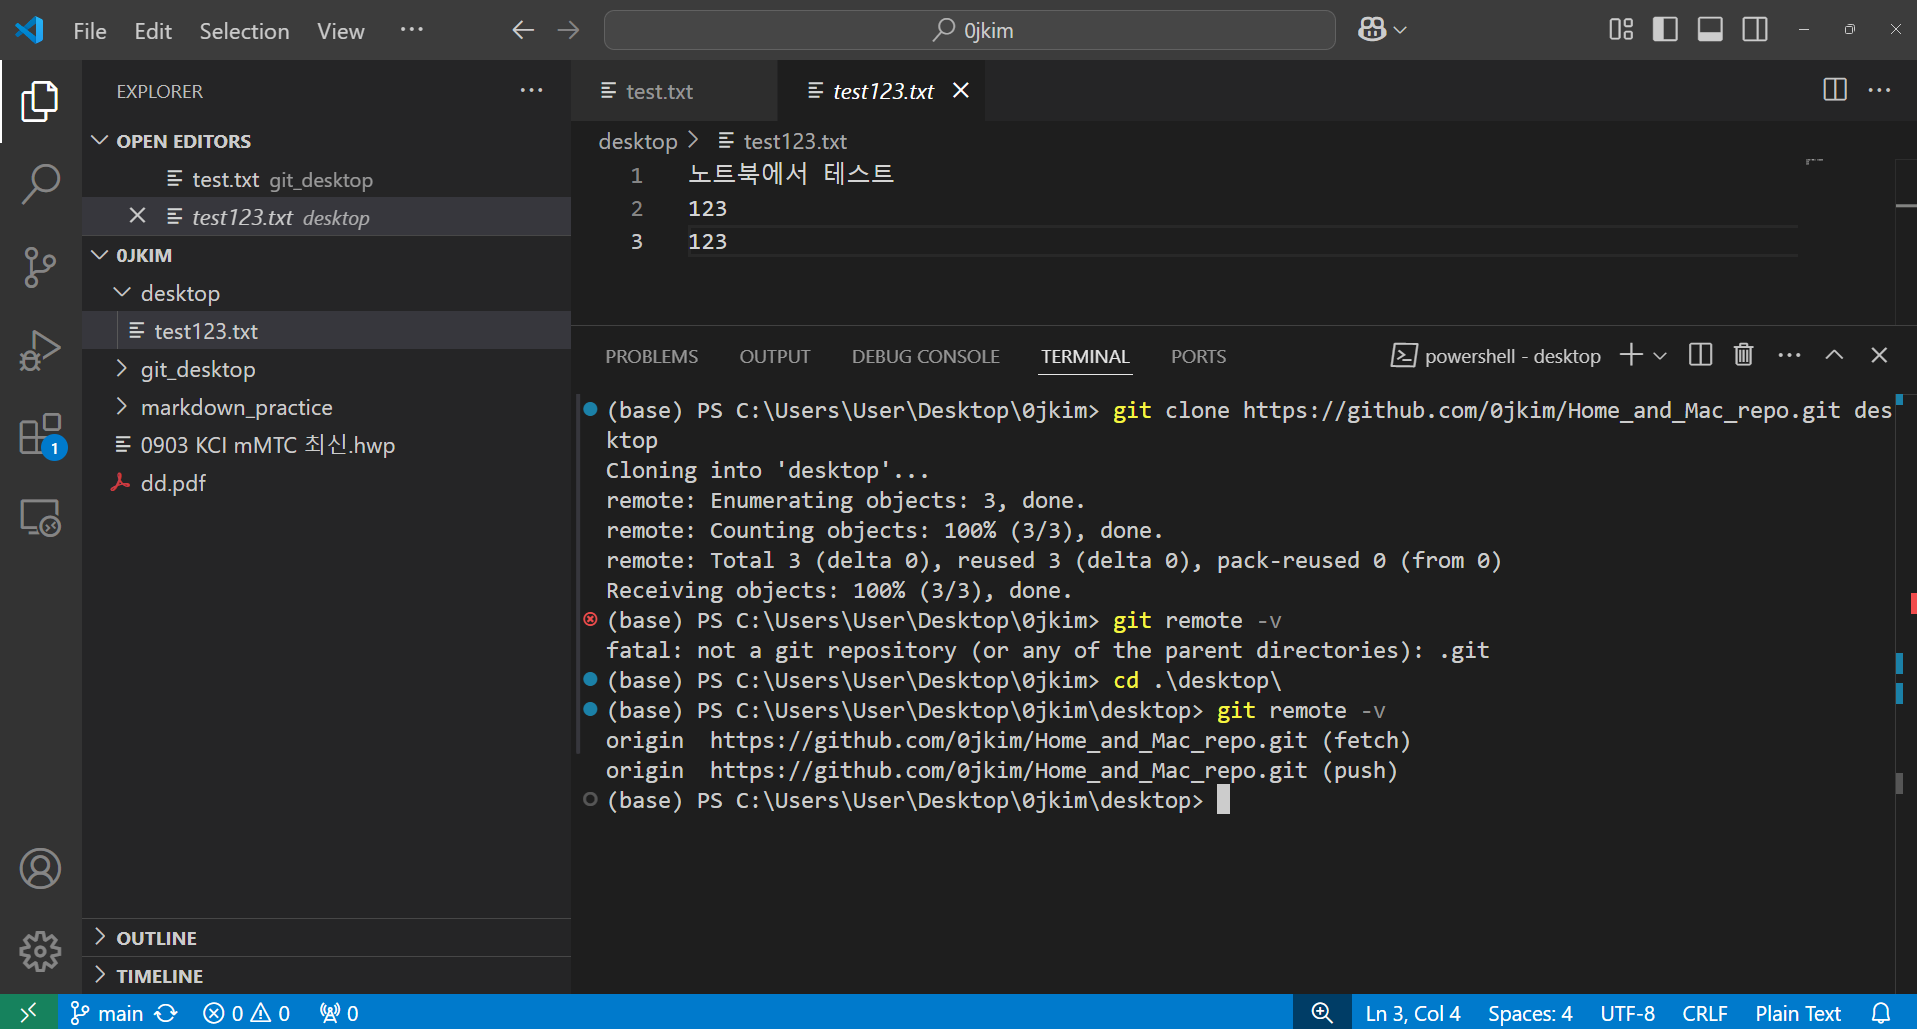 File Edit Selection View ···
0jkim
EXPLORER ···
OPEN EDITORS
test.txt git_desktop
test123.txt desktop
0JKIM
desktop
test123.txt
git_desktop
markdown_practice
0903 KCI mMTC 최신.hwp
dd.pdf
1
OUTLINE
TIMELINE
test.txt
test123.txt
desktop > test123.txt
1 노트북에서 테스트
2 123
3 123
PROBLEMS OUTPUT DEBUG CONSOLE TERMINAL PORTS
powershell - desktop
(base) PS C:\Users\User\Desktop\0jkim> git clone https://github.com/0jkim/Home_and_Mac_repo.git des
ktop
Cloning into 'desktop'...
remote: Enumerating objects: 3, done.
remote: Counting objects: 100% (3/3), done.
remote: Total 3 (delta 0), reused 3 (delta 0), pack-reused 0 (from 0)
Receiving objects: 100% (3/3), done.
(base) PS C:\Users\User\Desktop\0jkim> git remote -v
fatal: not a git repository (or any of the parent directories): .git
(base) PS C:\Users\User\Desktop\0jkim> cd .\desktop\
(base) PS C:\Users\User\Desktop\0jkim\desktop> git remote -v
origin  https://github.com/0jkim/Home_and_Mac_repo.git (fetch)
origin  https://github.com/0jkim/Home_and_Mac_repo.git (push)
(base) PS C:\Users\User\Desktop\0jkim\desktop>
main 0 0 0
Ln 3, Col 4 Spaces: 4 UTF-8 CRLF Plain Text